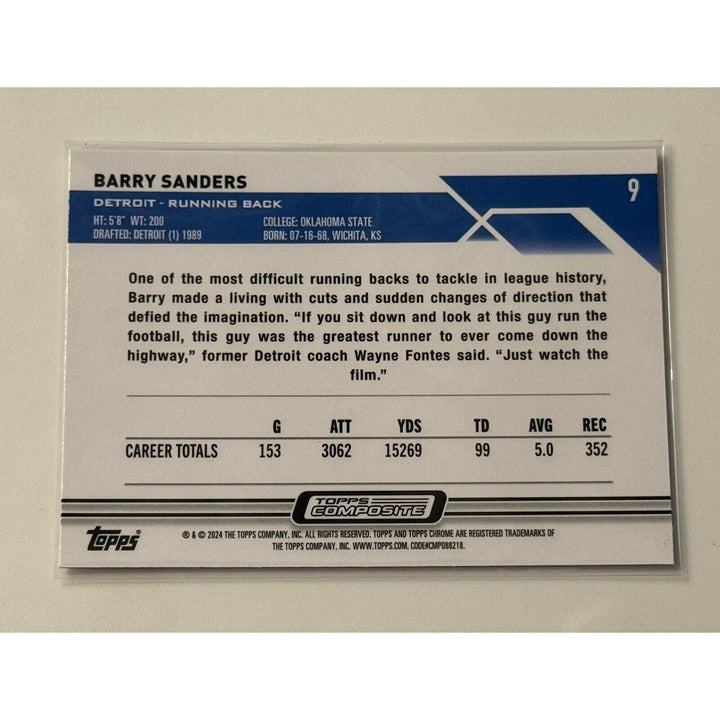 BARRY SANDERS
9
DETROIT - RUNNING BACK
HT: 5'8" WT: 200 COLLEGE: OKLAHOMA STATE
DRAFTED: DETROIT (1) 1989 BORN: 07-16-68, WICHITA, KS
One of the most difficult running backs to tackle in league history,
Barry made a living with cuts and sudden changes of direction that
defied the imagination. “If you sit down and look at this guy run the
football, this guy was the greatest runner to ever come down the
highway,” former Detroit coach Wayne Fontes said. “Just watch the
film.”
G ATT YDS TD AVG REC
CAREER TOTALS 153 3062 15269 99 5.0 352
TOPPS
COMPOSITE
Topps
® & © 2024 THE TOPPS COMPANY, INC. ALL RIGHTS RESERVED. TOPPS AND TOPPS CHROME ARE REGISTERED TRADEMARKS OF
THE TOPPS COMPANY, INC. WWW.TOPPS.COM. CODE#CMP088218.